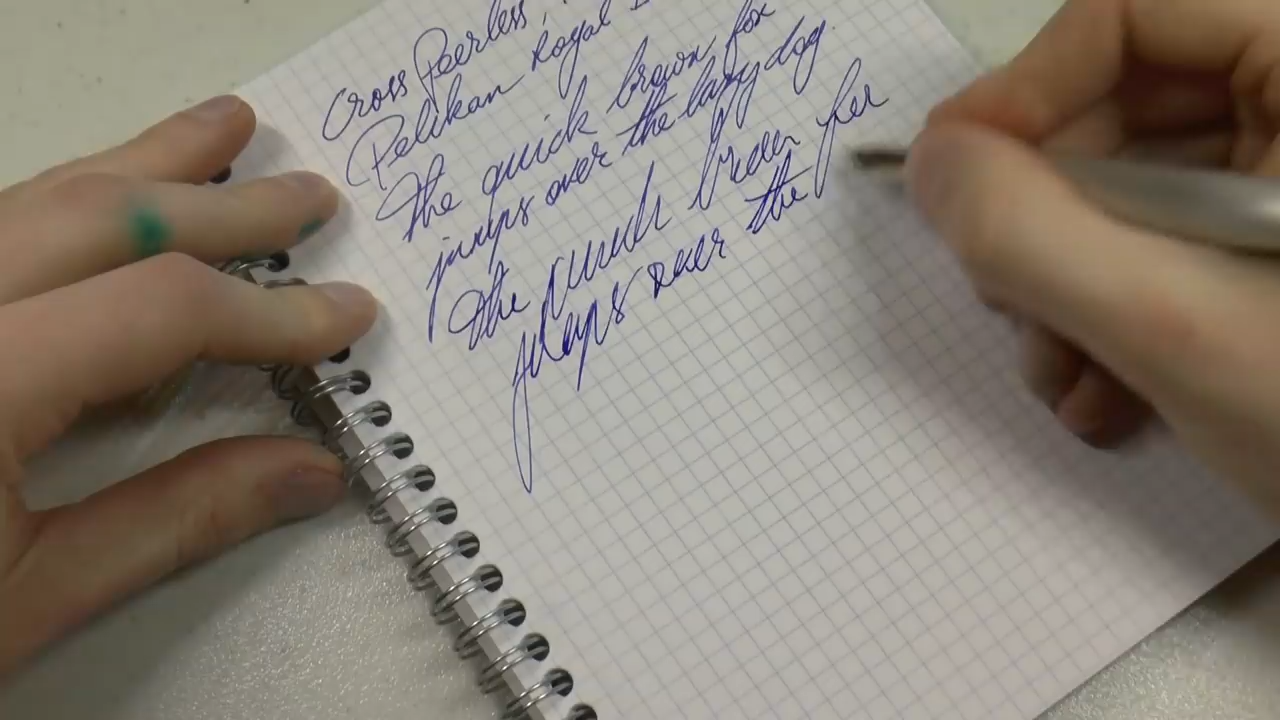 Cross Peerless,
Pelikan Royal
The quick brown fox
jumps over the lazy dog.
The quick brown fox
jumps over the